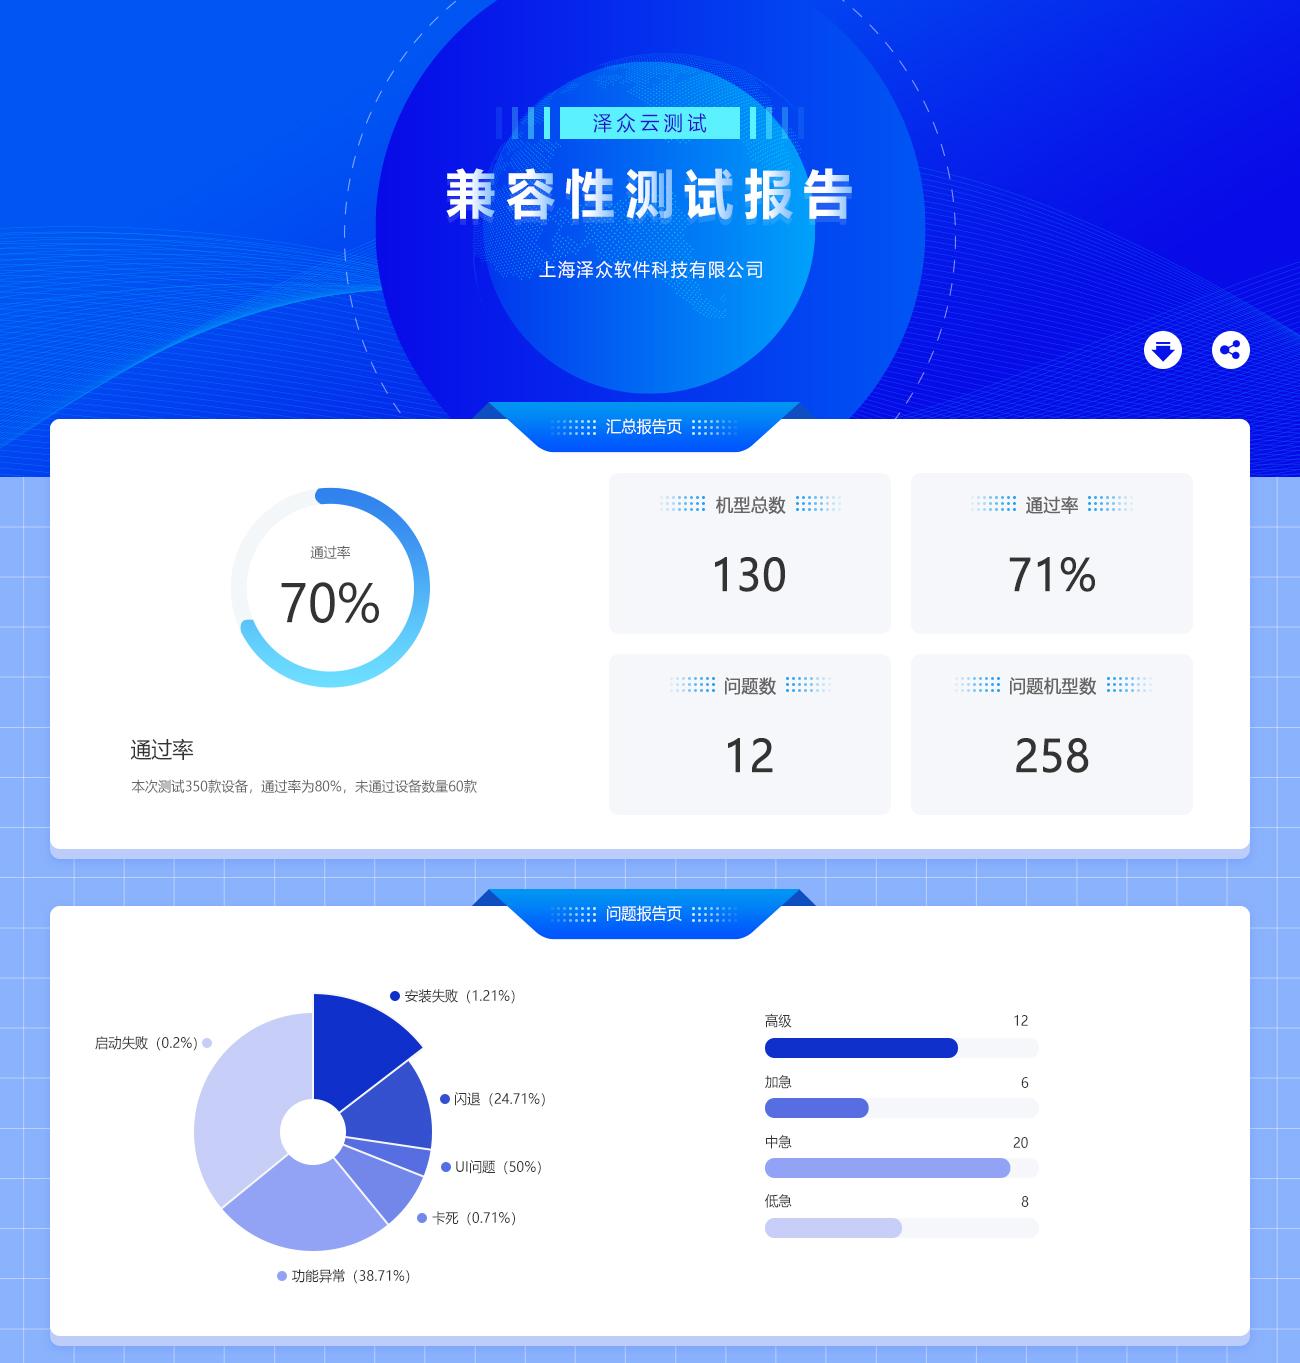 泽众云测试
兼容性测试报告
上海泽众软件科技有限公司
汇总报告页
通过率
70%
通过率
本次测试350款设备，通过率为80%，未通过设备数量60款
机型总数
130
通过率
71%
问题数
12
问题机型数
258
问题报告页
安装失败（1.21%）
启动失败（0.2%）
闪退（24.71%）
UI问题（50%）
卡死（0.71%）
功能异常（38.71%）
高级 12
加急 6
中急 20
低急 8